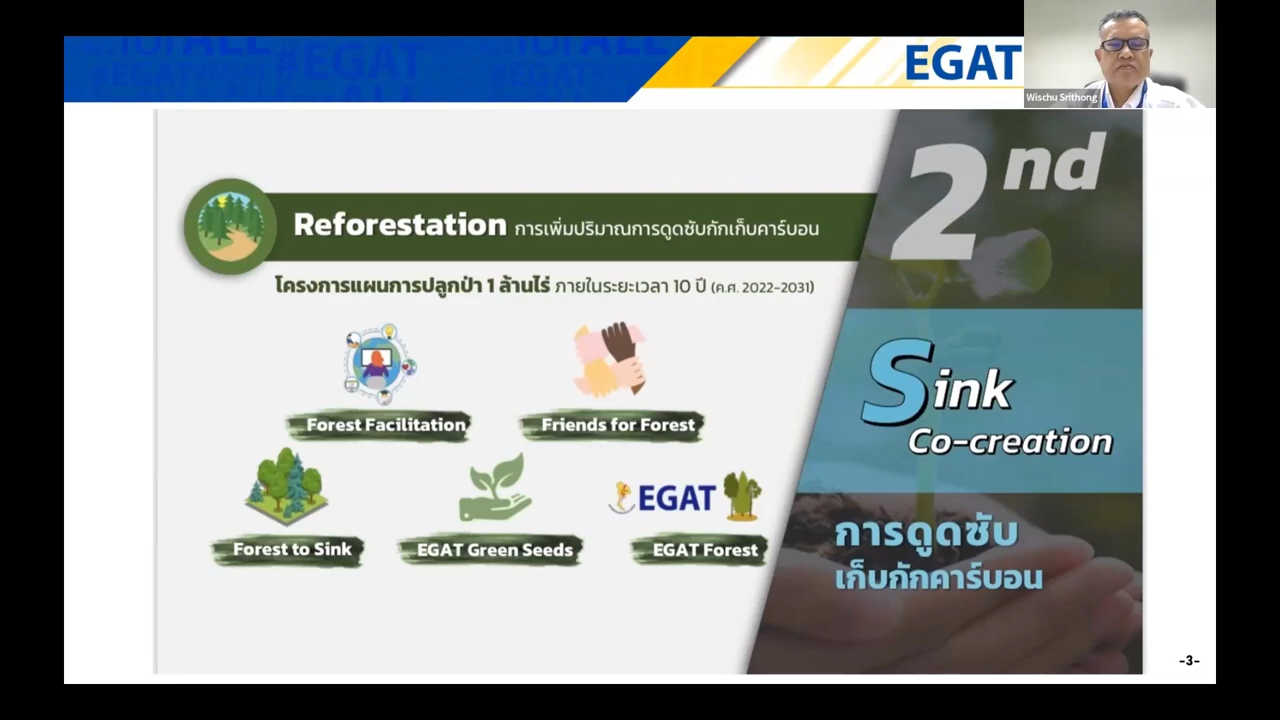 for ALL
#EGAT
EGAT
Wischu Srithong
2nd
Reforestation การเพิ่มปริมาณการดูดซับกักเก็บคาร์บอน
โครงการแผนการปลูกป่า 1 ล้านไร่ ภายในระยะเวลา 10 ปี (ค.ศ. 2022-2031)
Forest Facilitation
Friends for Forest
EGAT
Forest to Sink
EGAT Green Seeds
EGAT Forest
Sink
Co-creation
การดูดซับ
เก็บกักคาร์บอน
-3-